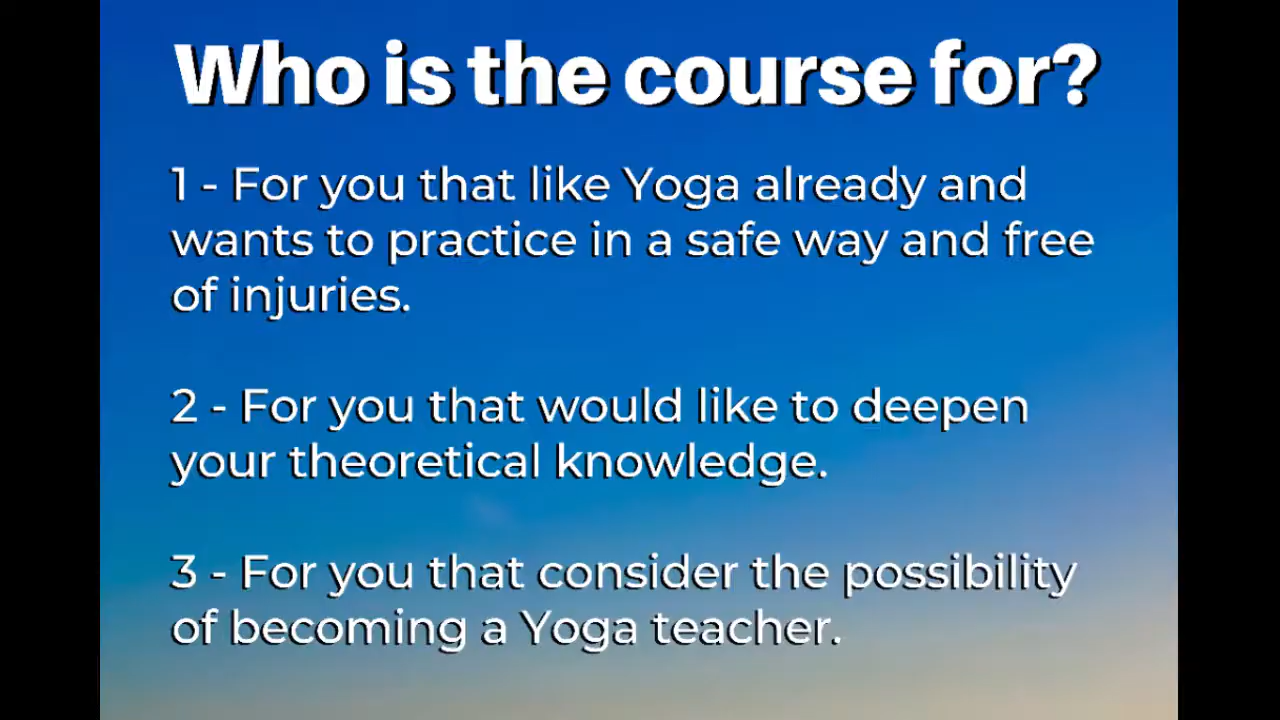 Who is the course for?
1 - For you that like Yoga already and
wants to practice in a safe way and free
of injuries.
2 - For you that would like to deepen
your theoretical knowledge.
3 - For you that consider the possibility
of becoming a Yoga teacher.